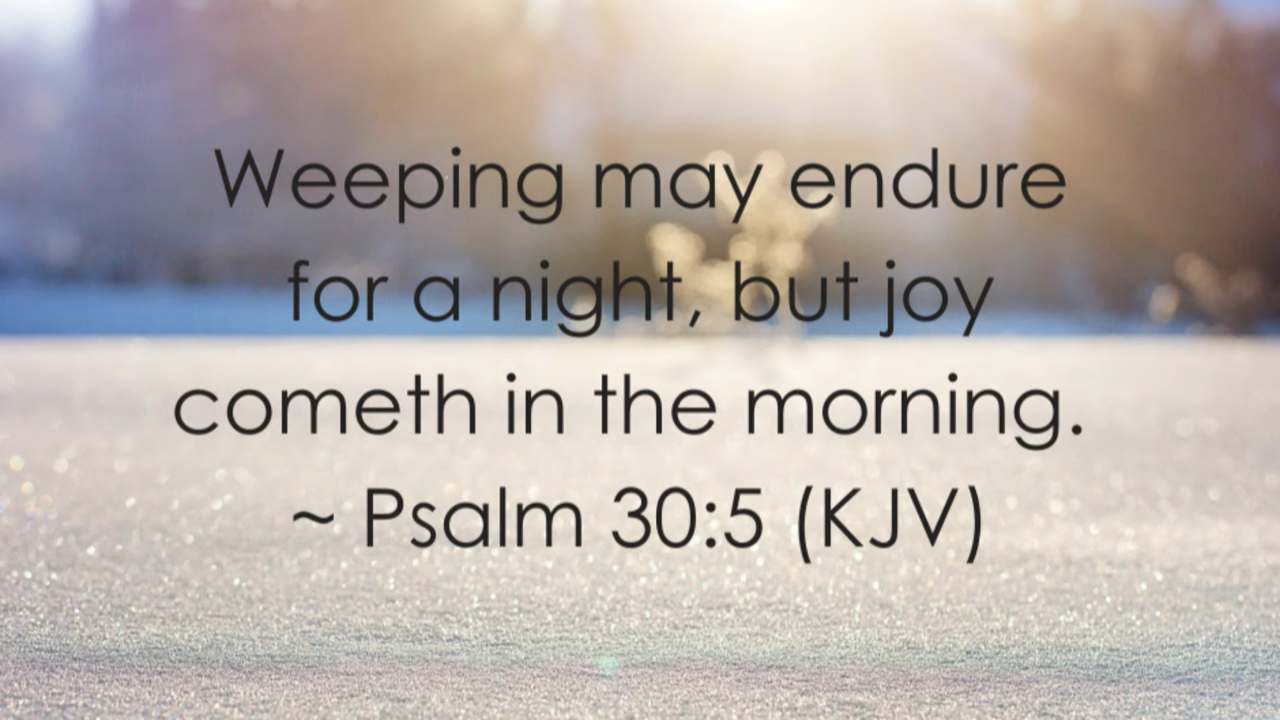 Weeping may endure
for a night, but joy
cometh in the morning.
~ Psalm 30:5 (KJV)